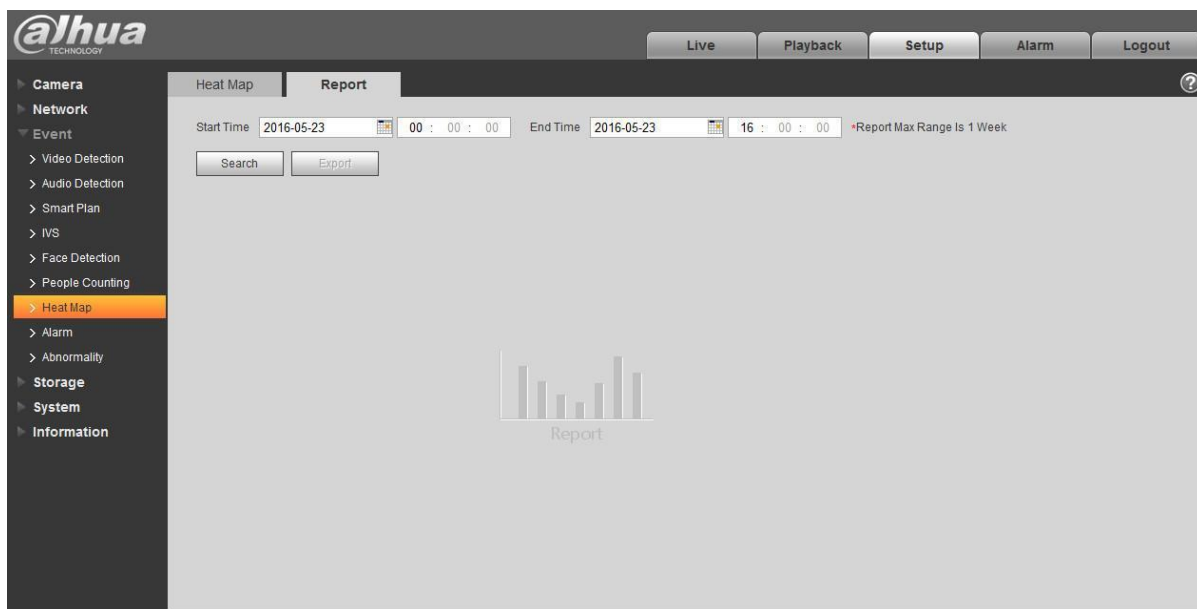 alhua
TECHNOLOGY
Live Playback Setup Alarm Logout
Camera
Network
Event
Video Detection
Audio Detection
Smart Plan
IVS
Face Detection
People Counting
Heat Map
Alarm
Abnormality
Storage
System
Information
Heat Map Report
?
Start Time 2016-05-23 00 : 00 : 00 End Time 2016-05-23 16 : 00 : 00 *Report Max Range Is 1 Week
Search Export
Report